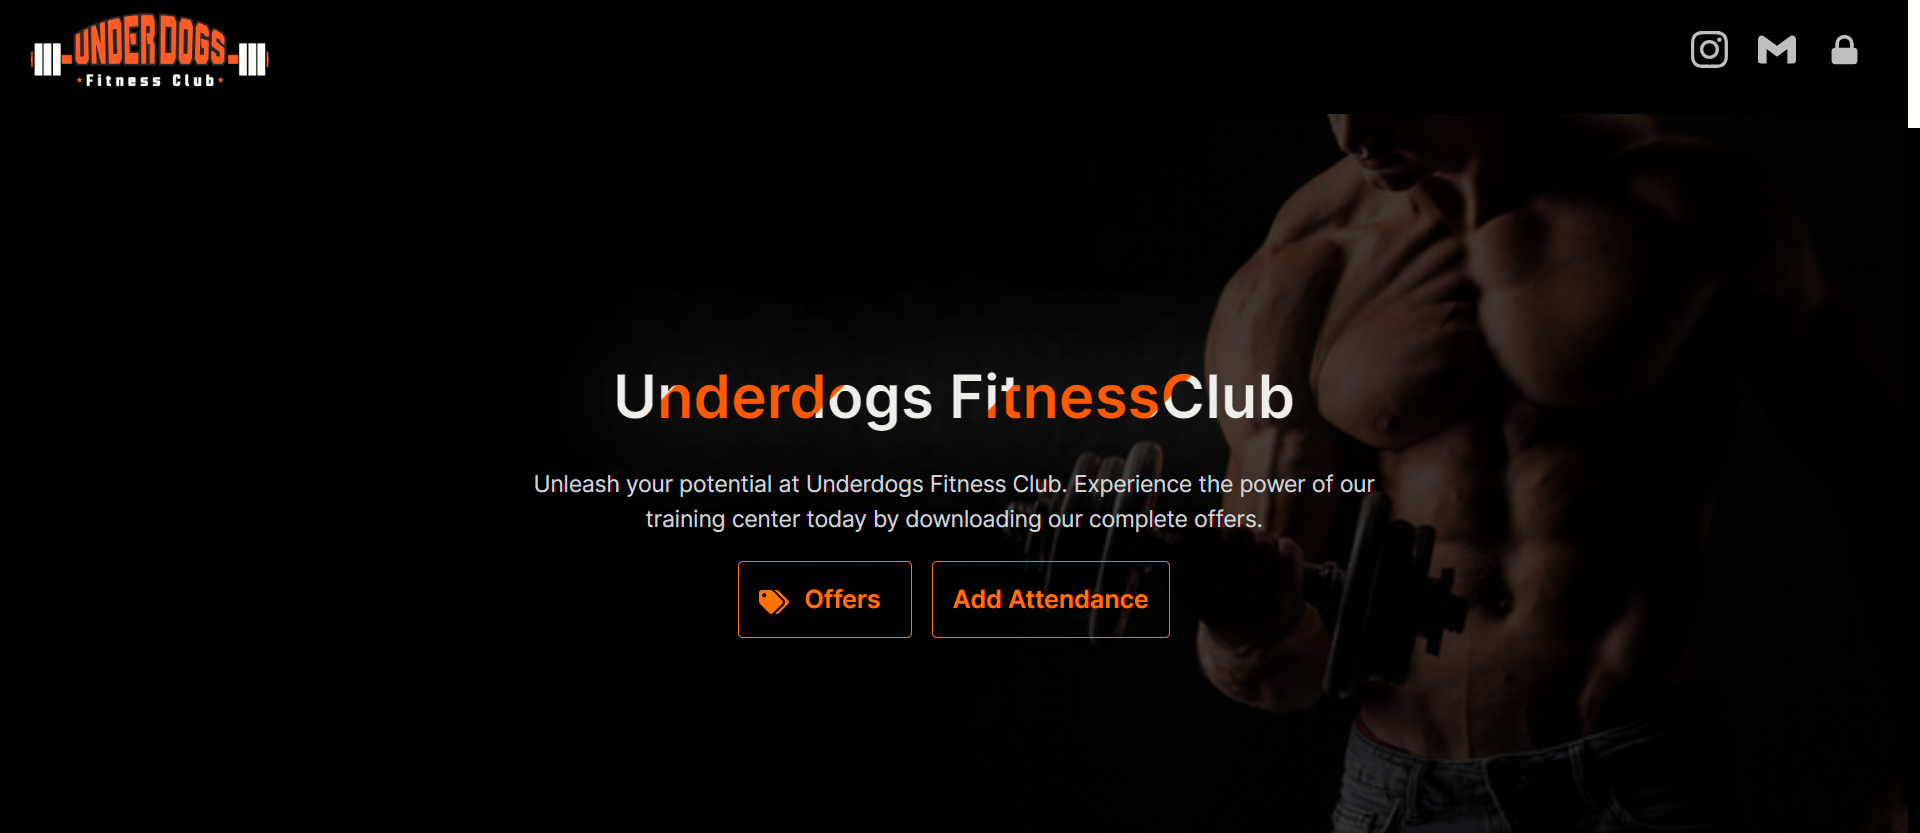 UNDERDOGS
Fitness Club
Underdogs FitnessClub
Unleash your potential at Underdogs Fitness Club. Experience the power of our
training center today by downloading our complete offers.
Offers
Add Attendance